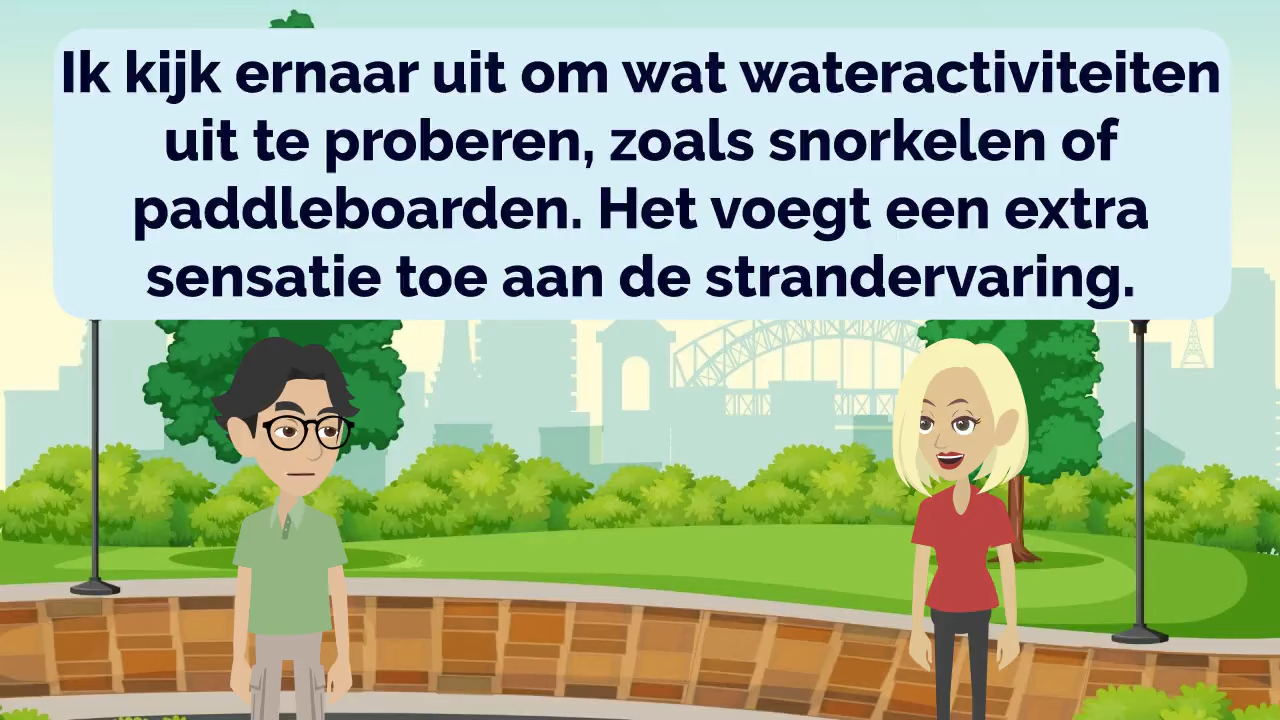 Ik kijk ernaar uit om wat wateractiviteiten
uit te proberen, zoals snorkelen of
paddleboarden. Het voegt een extra
sensatie toe aan de strandervaring.